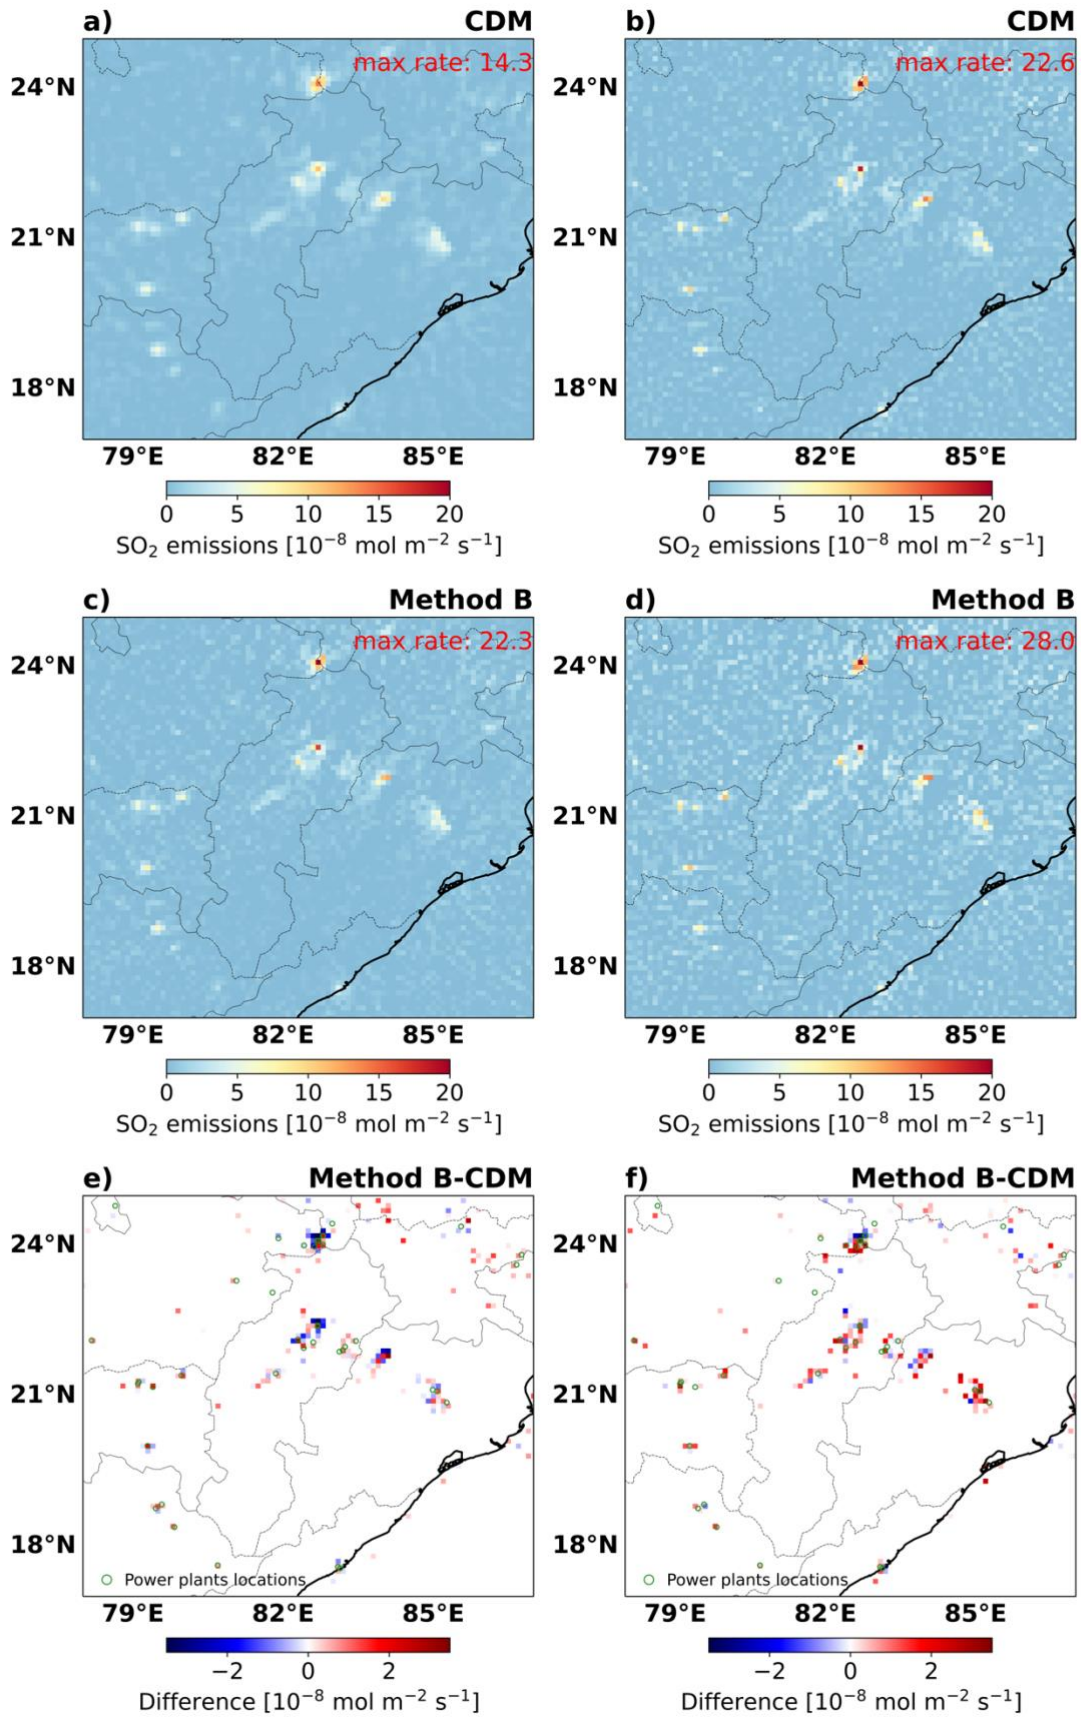 a) CDM
max rate: 14.3
24°N
21°N
18°N
79°E 82°E 85°E
0 5 10 15 20
SO₂ emissions [10⁻⁸ mol m⁻² s⁻¹]
b) CDM
max rate: 22.6
24°N
21°N
18°N
79°E 82°E 85°E
0 5 10 15 20
SO₂ emissions [10⁻⁸ mol m⁻² s⁻¹]
c) Method B
max rate: 22.3
24°N
21°N
18°N
79°E 82°E 85°E
0 5 10 15 20
SO₂ emissions [10⁻⁸ mol m⁻² s⁻¹]
d) Method B
max rate: 28.0
24°N
21°N
18°N
79°E 82°E 85°E
0 5 10 15 20
SO₂ emissions [10⁻⁸ mol m⁻² s⁻¹]
e) Method B-CDM
24°N
21°N
18°N
Power plants locations
79°E 82°E 85°E
−2 0 2
Difference [10⁻⁸ mol m⁻² s⁻¹]
f) Method B-CDM
24°N
21°N
18°N
Power plants locations
79°E 82°E 85°E
−2 0 2
Difference [10⁻⁸ mol m⁻² s⁻¹]